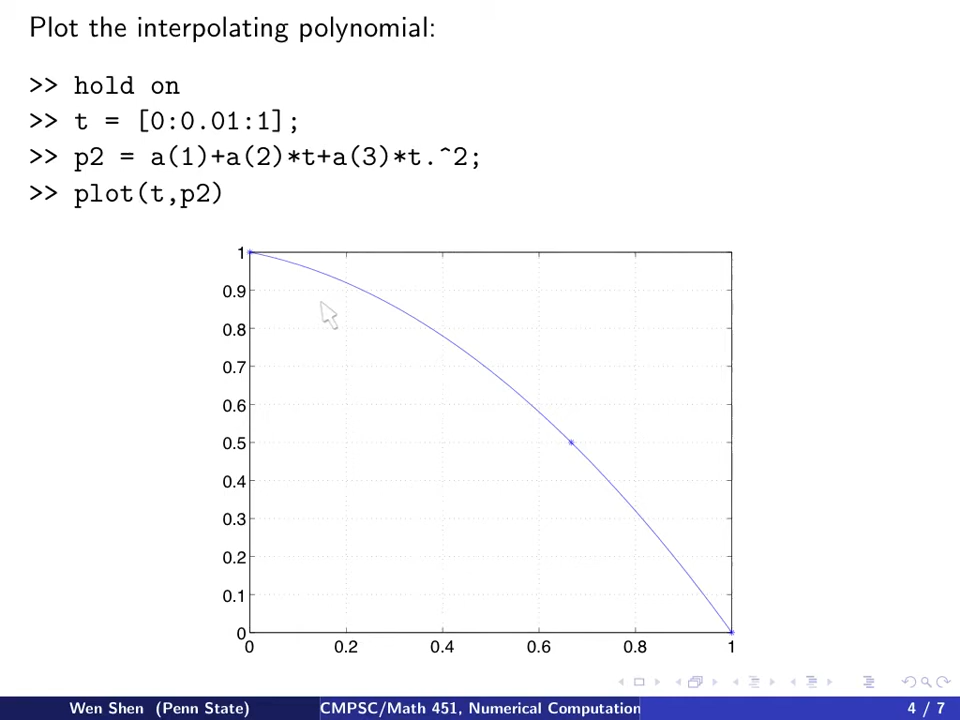 Plot the interpolating polynomial:
>> hold on
>> t = [0:0.01:1];
>> p2 = a(1)+a(2)*t+a(3)*t.^2;
>> plot(t,p2)
1
0.9
0.8
0.7
0.6
0.5
0.4
0.3
0.2
0.1
0
0 0.2 0.4 0.6 0.8 1
Wen Shen (Penn State) CMPSC/Math 451, Numerical Computation 4 / 7